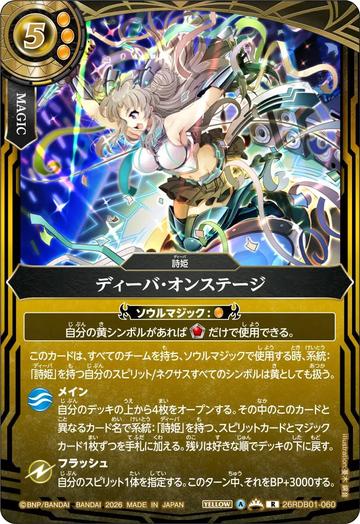 5
MAGIC
ディーバ
詩姫
ディーバ・オンステージ
ソウルマジック:
自分の黄シンボルがあれば だけで使用できる。
このカードは、すべてのチームを持ち、ソウルマジックで使用する時、系統:
「詩姫」を持つ自分のスピリット/ネクサスすべてのシンボルは黄としても扱う。
メイン
自分のデッキの上から4枚をオープンする。その中のこのカードと
異なるカード名で系統:「詩姫」を持つ、スピリットカードとマジック
カード1枚ずつを手札に加える。残りは好きな順でデッキの下に戻す。
フラッシュ
自分のスピリット1体を指定する。このターン中、それをBP+3000する。
©BNP/BANDAI BANDAI 2026 MADE IN JAPAN
YELLOW A R 26RDB01-060